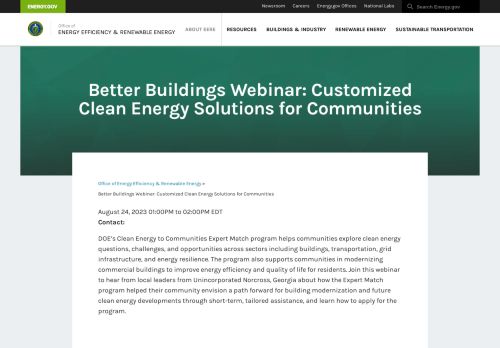 ENERGY.GOV
Newsroom Careers Energy.gov Offices National Labs Search Energy.gov
Office of
ENERGY EFFICIENCY & RENEWABLE ENERGY
ABOUT EERE RESOURCES BUILDINGS & INDUSTRY RENEWABLE ENERGY SUSTAINABLE TRANSPORTATION
Better Buildings Webinar: Customized
Clean Energy Solutions for Communities
Office of Energy Efficiency & Renewable Energy »
Better Buildings Webinar: Customized Clean Energy Solutions for Communities
August 24, 2023 01:00PM to 02:00PM EDT
Contact:
DOE's Clean Energy to Communities Expert Match program helps communities explore clean energy
questions, challenges, and opportunities across sectors including buildings, transportation, grid
infrastructure, and energy resilience. The program also supports communities in modernizing
commercial buildings to improve energy efficiency and quality of life for residents. Join this webinar
to hear from local leaders from Unincorporated Norcross, Georgia about how the Expert Match
program helped their community envision a path forward for building modernization and future
clean energy developments through short-term, tailored assistance, and learn how to apply for the
program.